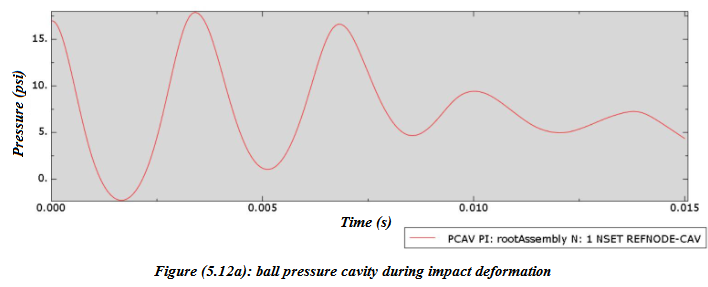 15.
10.
5.
0.
Pressure (psi)
0.000
0.005
0.010
0.015
Time (s)
PCAV PI: rootAssembly N: 1 NSET REFNODE-CAV
Figure (5.12a): ball pressure cavity during impact deformation